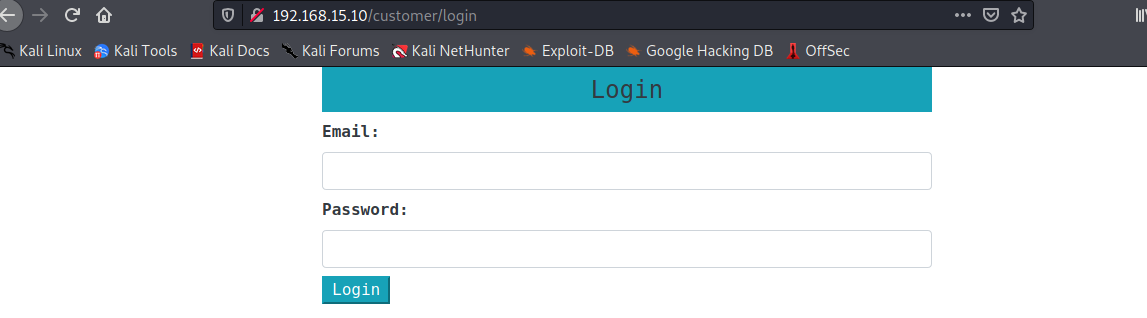 192.168.15.10/customer/login
Kali Linux Kali Tools Kali Docs Kali Forums Kali NetHunter Exploit-DB Google Hacking DB OffSec
Login
Email:
Password:
Login